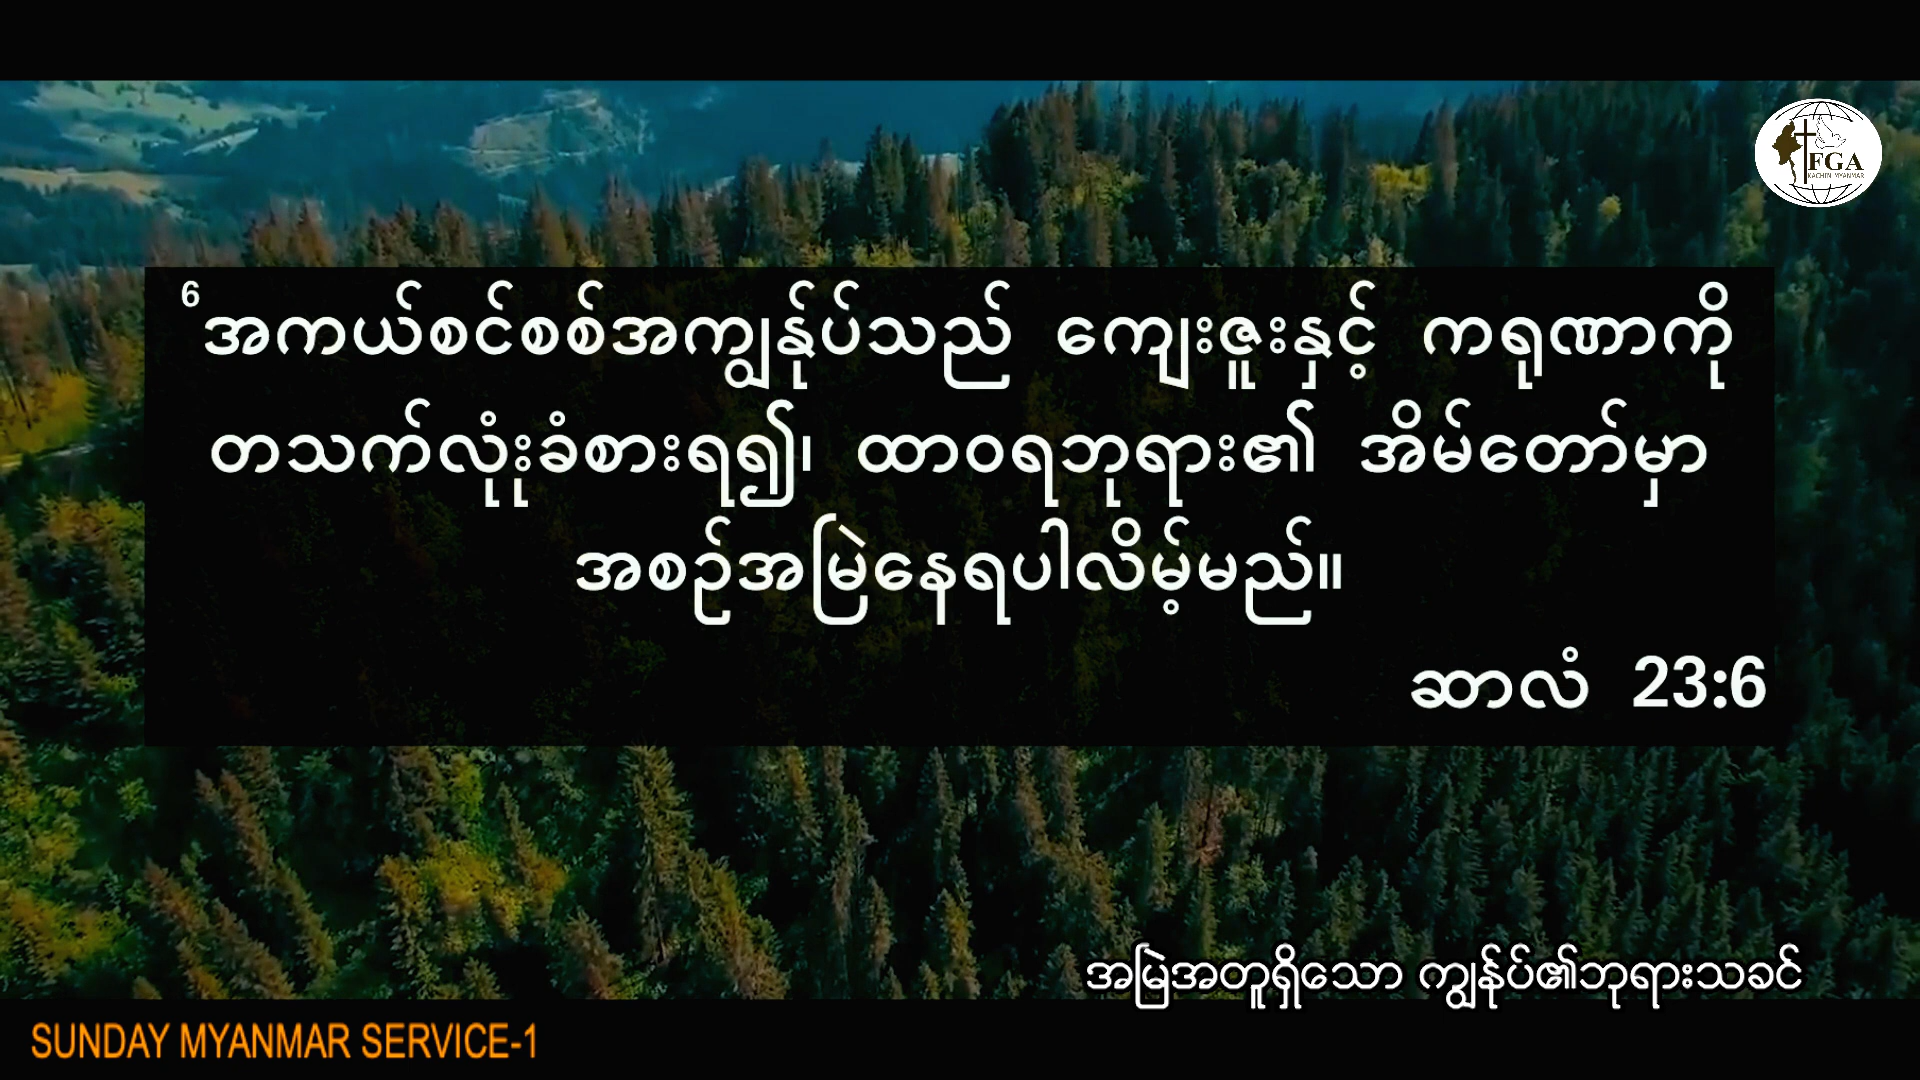 FGA
KACHIN MYANMAR
6 အကယ်စင်စစ်အကျွန်ုပ်သည် ကျေးဇူးနှင့် ကရုဏာကို
တသက်လုံးခံစားရ၍၊ ထာဝရဘုရား၏ အိမ်တော်မှာ
အစဉ်အမြဲနေရပါလိမ့်မည်။
ဆာလံ 23:6
အမြဲအတူရှိသော ကျွန်ုပ်၏ဘုရားသခင်
SUNDAY MYANMAR SERVICE-1